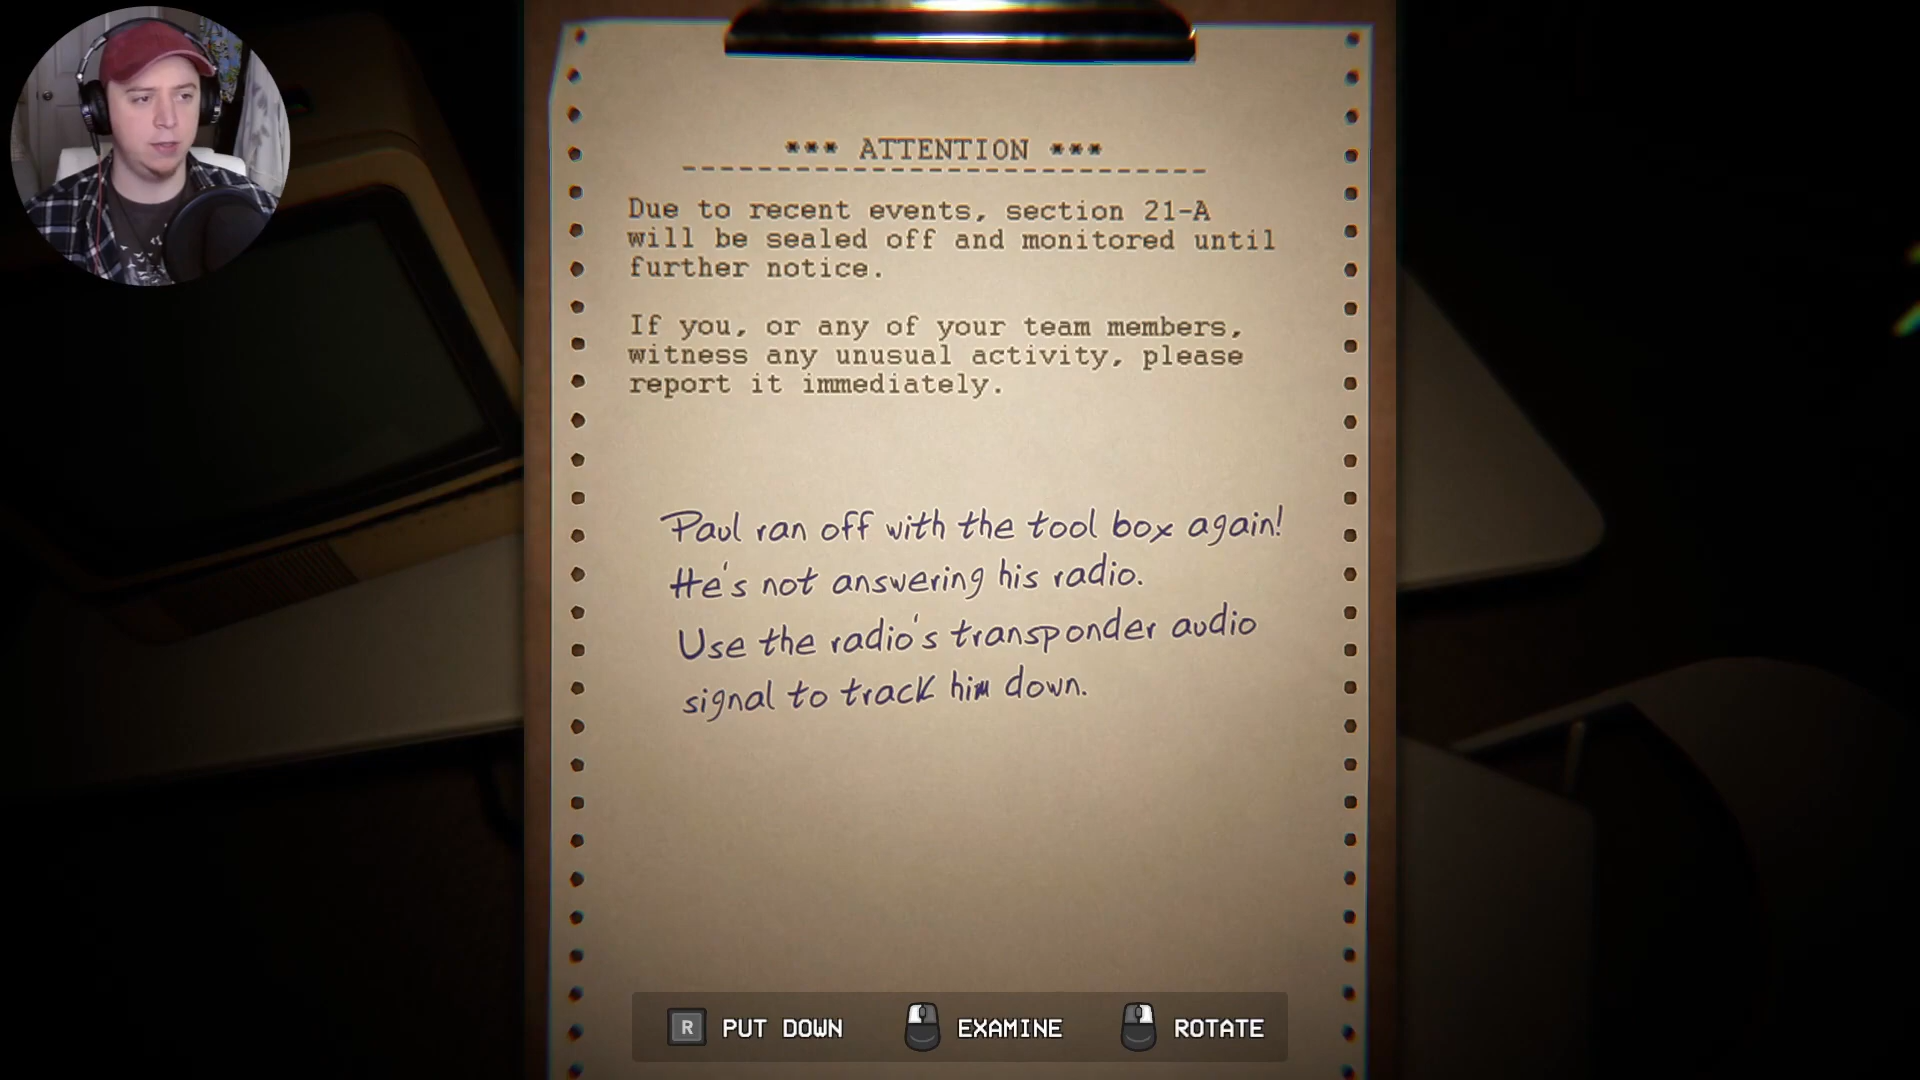 *** ATTENTION ***
---------------------------
Due to recent events, section 21-A
will be sealed off and monitored until
further notice.
If you, or any of your team members,
witness any unusual activity, please
report it immediately.
Paul ran off with the tool box again!
He's not answering his radio.
Use the radio's transponder audio
signal to track him down.
R PUT DOWN EXAMINE ROTATE